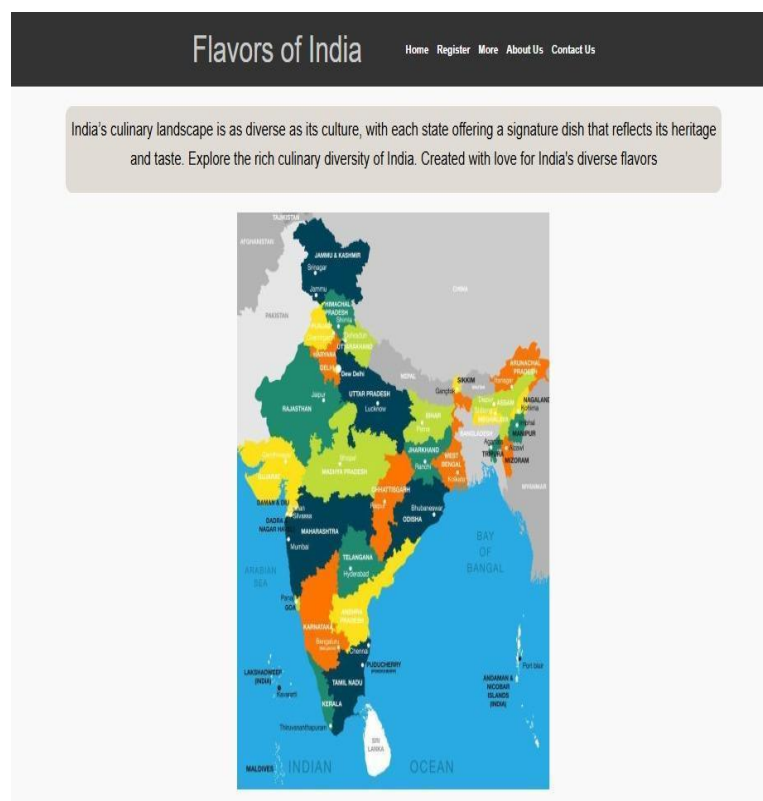 Flavors of India
Home Register More About Us Contact Us
India's culinary landscape is as diverse as its culture, with each state offering a signature dish that reflects its heritage
and taste. Explore the rich culinary diversity of India. Created with love for India's diverse flavors
TAJIKISTAN
AFGHANISTAN
JAMMU & KASHMIR
Srinagar
CHINA
Jammu
HIMACHAL
PRADESH
Shimla
PAKISTAN
UTTARAKHAND
HARYANA
DELHI
Dew Delhi
NEPAL
SIKKIM
Gangtok
ARUNACHAL
PRADESH
Jaipur
UTTAR PRADESH
Lucknow
RAJASTHAN
ASSAM
NAGALAND
Kohima
BIHAR
MEGHALAYA
Imphal
MANIPUR
BANGLADESH
JHARKHAND
Ranchi
WEST
BENGAL
Kolkata
TRIPURA
Aizawl
MIZORAM
Bhopal
MADHYA PRADESH
GUJARAT
MYANMAR
CHHATTISGARH
Raipur
Bhubaneswar
ODISHA
DAMAN & DIU
Silvassa
DADRA &
NAGAR
MAHARASHTRA
Mumbai
BAY
OF
BANGAL
TELANGANA
Hyderabad
ARABIAN
SEA
GOA
ANDHRA
PRADESH
KARNATAKA
Bengaluru
Chennai
PUDUCHERRY
LAKSHADWEEP
(INDIA)
Kavaratti
TAMIL NADU
KERALA
Port blair
ANDAMAN &
NICOBAR
ISLANDS
(INDIA)
Thiruvananthapuram
SRI
LANKA
MALDIVES
INDIAN OCEAN